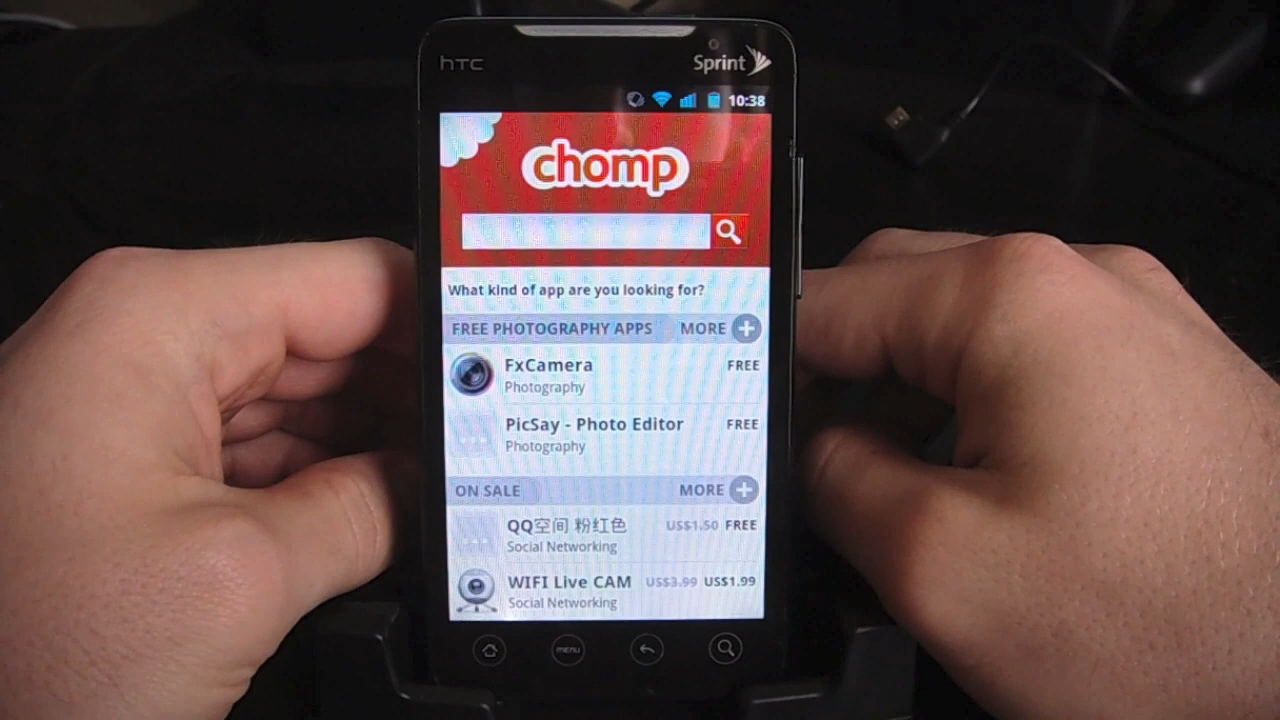 hTC
Sprint
10:38
chomp
What kind of app are you looking for?
FREE PHOTOGRAPHY APPS MORE
FxCamera FREE
Photography
PicSay - Photo Editor FREE
Photography
ON SALE MORE
QQ空间 粉红色 US$1.50 FREE
Social Networking
WIFI Live CAM US$3.99 US$1.99
Social Networking
menu